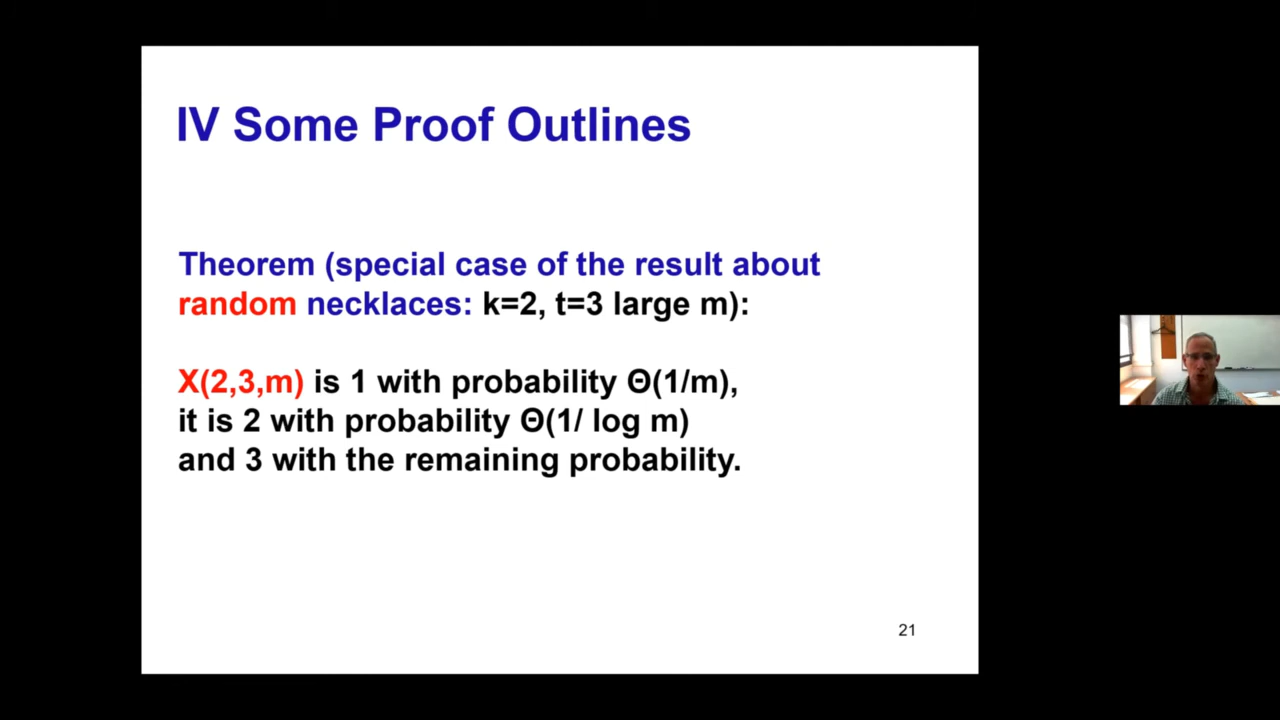 IV Some Proof Outlines
Theorem (special case of the result about
random necklaces: k=2, t=3 large m):
X(2,3,m) is 1 with probability Θ(1/m),
it is 2 with probability Θ(1/ log m)
and 3 with the remaining probability.
21